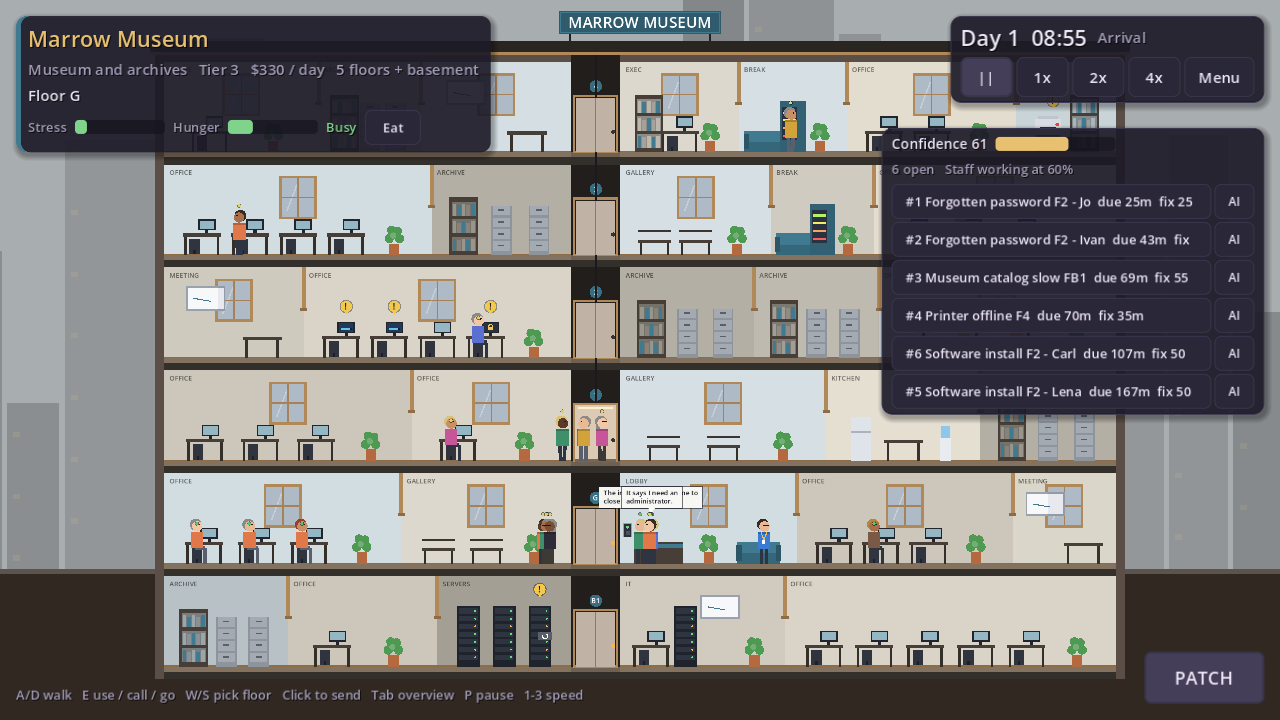 MARROW MUSEUM
Marrow Museum
Museum and archives Tier 3 $330 / day 5 floors + basement
Floor G
Stress Hunger Busy Eat
Day 1 08:55 Arrival
|| 1x 2x 4x Menu
Confidence 61
6 open Staff working at 60%
#1 Forgotten password F2 - Jo due 25m fix 25 AI
#2 Forgotten password F2 - Ivan due 43m fix AI
#3 Museum catalog slow FB1 due 69m fix 55 AI
#4 Printer offline F4 due 70m fix 35m AI
#6 Software install F2 - Carl due 107m fix 50 AI
#5 Software install F2 - Lena due 167m fix 50 AI
EXEC BREAK OFFICE
OFFICE ARCHIVE GALLERY BREAK
MEETING OFFICE ARCHIVE ARCHIVE
OFFICE OFFICE GALLERY KITCHEN
OFFICE GALLERY G LOBBY OFFICE MEETING
It says I need an
administrator.
ARCHIVE OFFICE SERVERS B1 IT OFFICE
PATCH
A/D walk E use / call / go W/S pick floor Click to send Tab overview P pause 1-3 speed